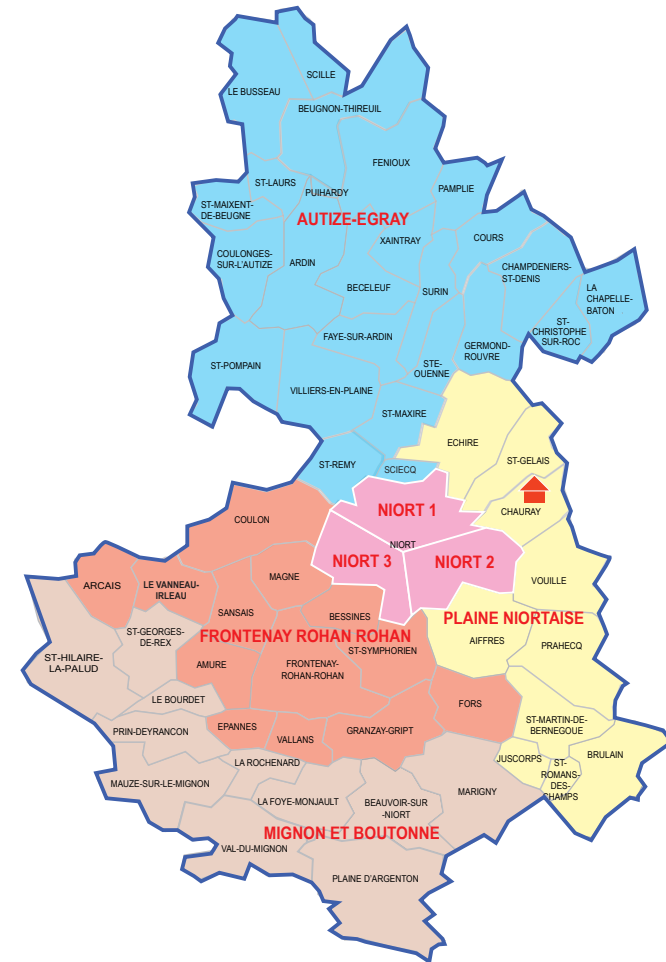 SCILLE
LE BUSSEAU
BEUGNON-THIREUIL
FENIOUX
ST-LAURS
PUIHARDY
PAMPLIE
ST-MAIXENT-
DE-BEUGNE
AUTIZE-EGRAY
XAINTRAY
COURS
COULONGES-
SUR-L'AUTIZE
ARDIN
CHAMPDENIERS-
ST-DENIS
BECELEUF
SURIN
LA
CHAPELLE-
BATON
ST-
CHRISTOPHE
SUR-ROC
FAYE-SUR-ARDIN
GERMOND-
ROUVRE
ST-POMPAIN
STE-
OUENNE
VILLIERS-EN-PLAINE
ST-MAXIRE
ECHIRE
ST-REMY
SCIECQ
ST-GELAIS
NIORT 1
CHAURAY
COULON
NIORT
NIORT 3
NIORT 2
MAGNE
VOUILLE
ARCAIS
LE VANNEAU-
IRLEAU
SANSAIS
BESSINES
PLAINE NIORTAISE
ST-GEORGES-
DE-REX
FRONTENAY ROHAN ROHAN
AIFFRES
PRAHECQ
ST-HILAIRE-
LA-PALUD
ST-SYMPHORIEN
AMURE
FRONTENAY-
ROHAN-ROHAN
LE BOURDET
FORS
PRIN-DEYRANCON
EPANNES
VALLANS
GRANZAY-GRIPT
ST-MARTIN-DE-
BERNEGOUE
BRULAIN
JUSCORPS
ST-
ROMANS-
DES-
CHAMPS
LA ROCHENARD
MAUZE-SUR-LE-MIGNON
MARIGNY
LA FOYE-MONJAULT
BEAUVOIR-SUR
-NIORT
MIGNON ET BOUTONNE
VAL-DU-MIGNON
PLAINE D'ARGENTON